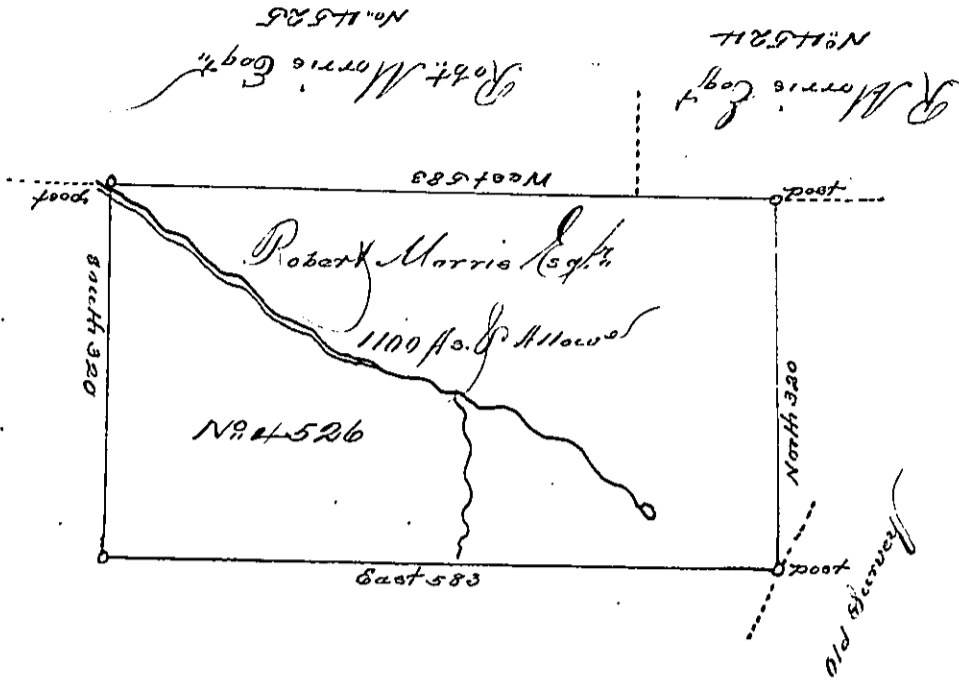 Robt. Morris Esqr.
No. 4525
R Morris Esqr
No. 4524
West 583
post
post
South 320
Robert Morris Esqr.
1100 As. & Allowe
No. 4526
North 320
East 583
post
Old Survey